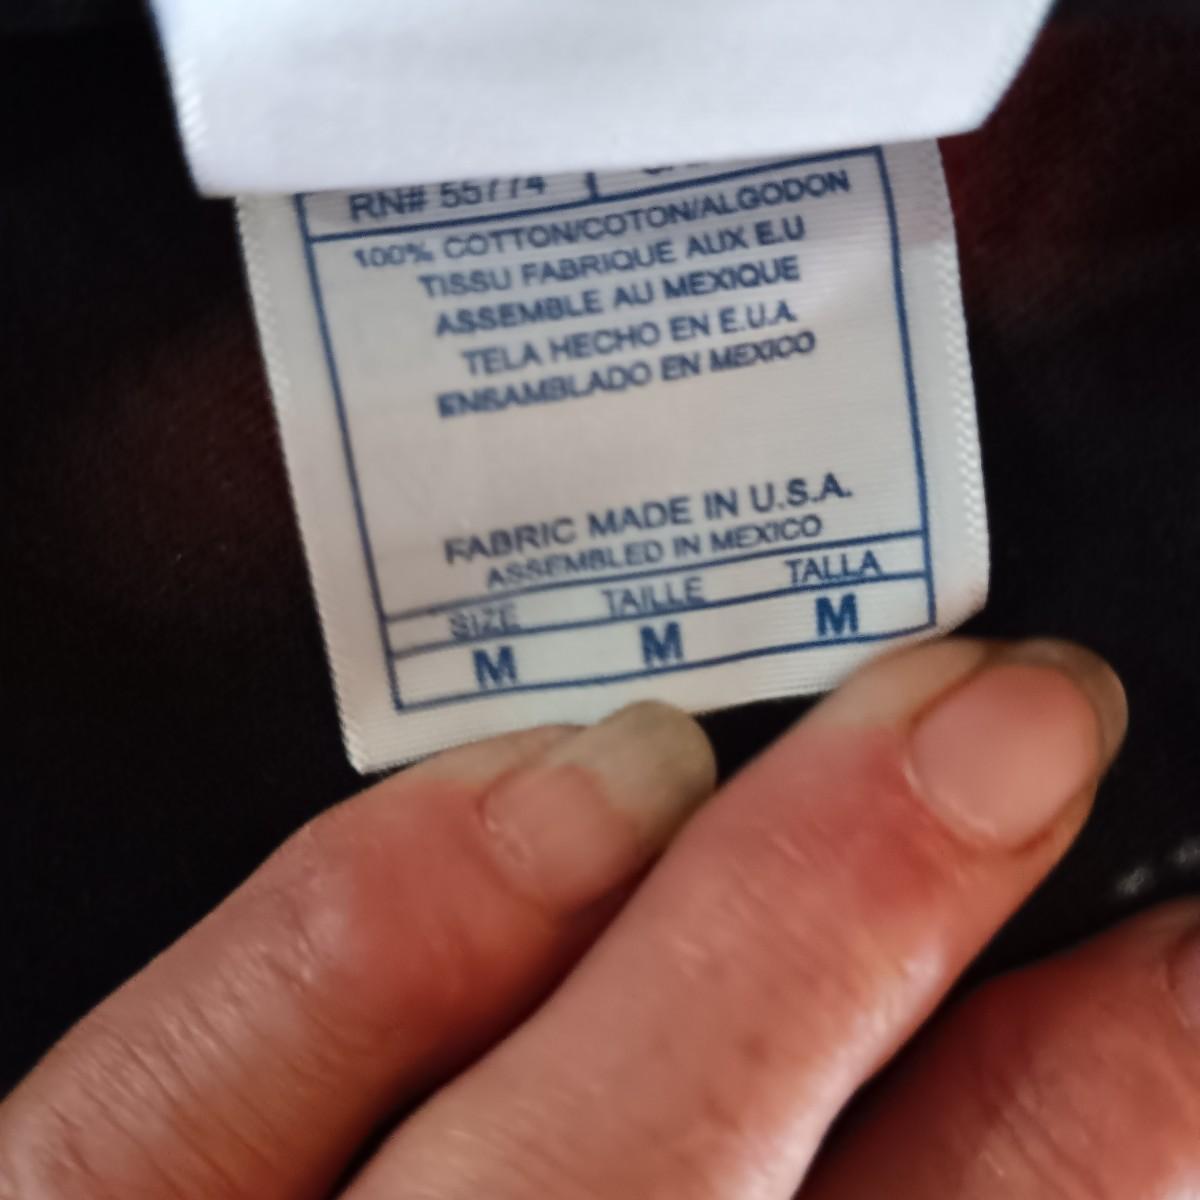 RN# 55774
100% COTTON/COTON/ALGODON
TISSU FABRIQUE AUX E.U
ASSEMBLE AU MEXIQUE
TELA HECHO EN E.U.A.
ENSAMBLADO EN MEXICO
FABRIC MADE IN U.S.A.
ASSEMBLED IN MEXICO
SIZE TAILLE TALLA
M M M